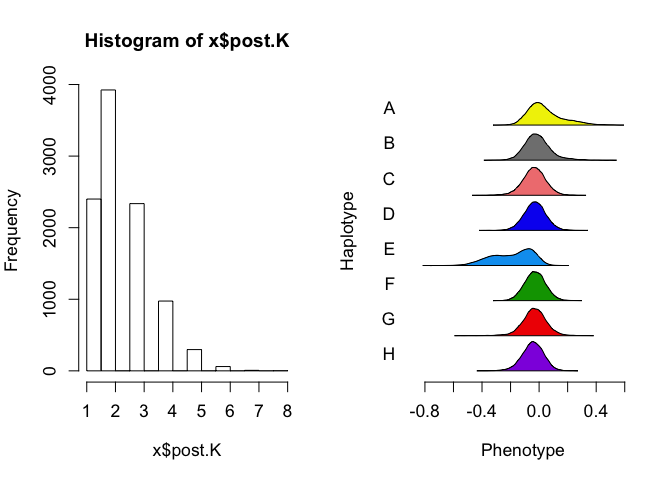 Histogram of x$post.K
Frequency
0
1000
2000
3000
4000
1 2 3 4 5 6 7 8
x$post.K
Haplotype
A
B
C
D
E
F
G
H
-0.8 -0.4 0.0 0.4
Phenotype